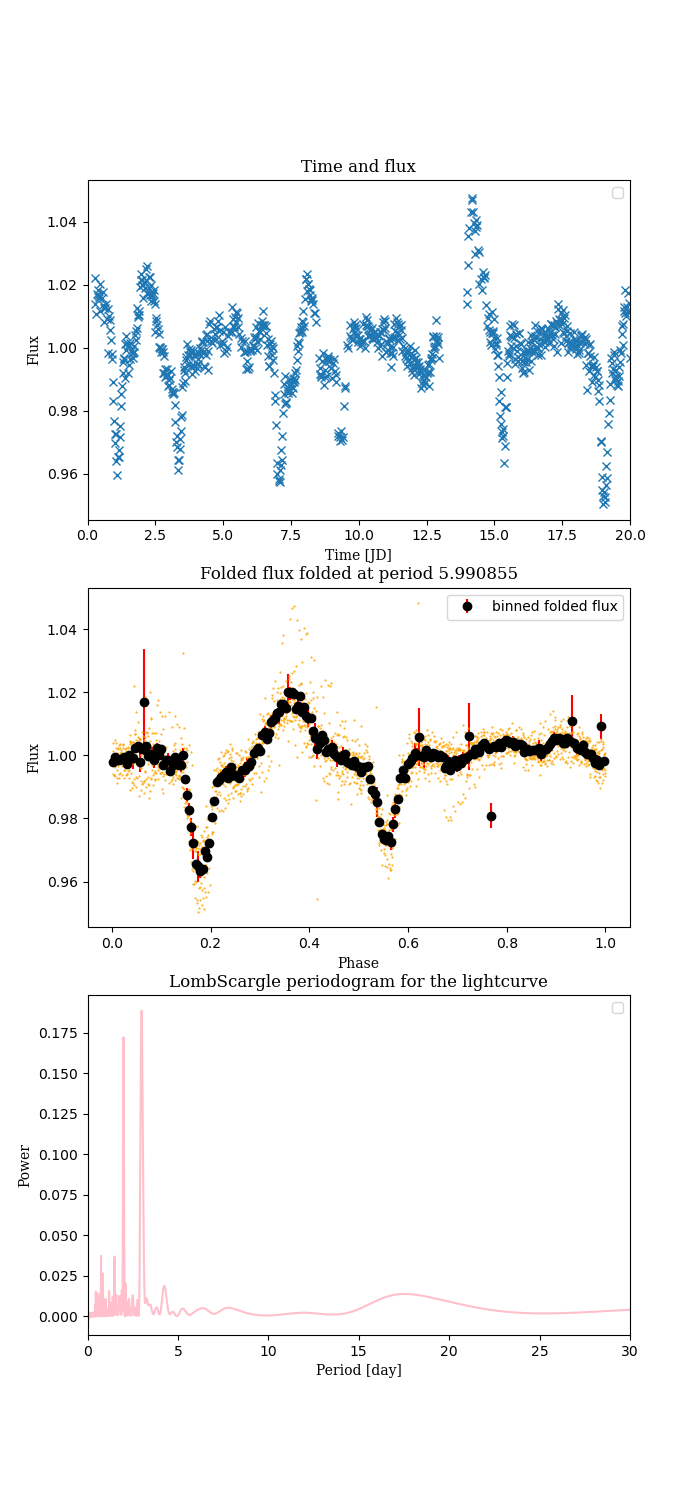 Time and flux
1.04
1.02
1.00
0.98
0.96
Flux
0.0 2.5 5.0 7.5 10.0 12.5 15.0 17.5 20.0
Time [JD]
Folded flux folded at period 5.990855
binned folded flux
1.04
1.02
1.00
0.98
0.96
Flux
0.0 0.2 0.4 0.6 0.8 1.0
Phase
LombScargle periodogram for the lightcurve
0.175
0.150
0.125
0.100
0.075
0.050
0.025
0.000
Power
0 5 10 15 20 25 30
Period [day]